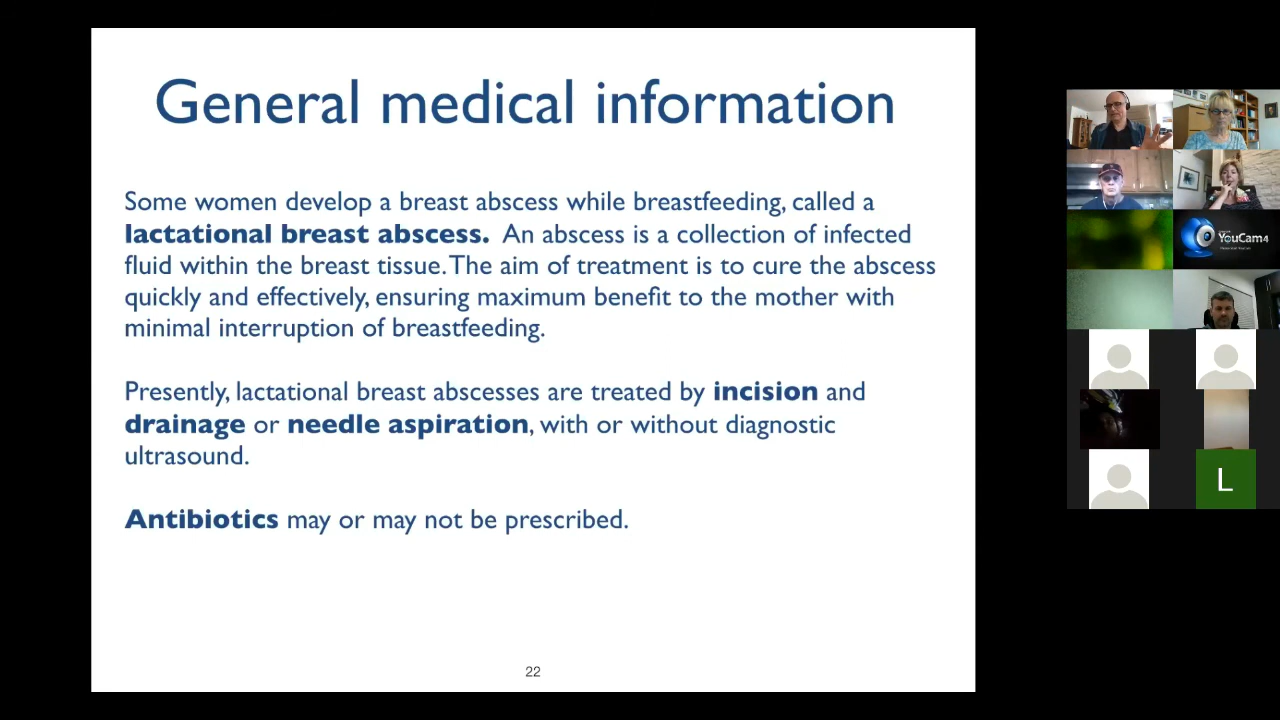 General medical information
Some women develop a breast abscess while breastfeeding, called a
lactational breast abscess. An abscess is a collection of infected
fluid within the breast tissue. The aim of treatment is to cure the abscess
quickly and effectively, ensuring maximum benefit to the mother with
minimal interruption of breastfeeding.
Presently, lactational breast abscesses are treated by incision and
drainage or needle aspiration, with or without diagnostic
ultrasound.
Antibiotics may or may not be prescribed.
22
YouCam4
L